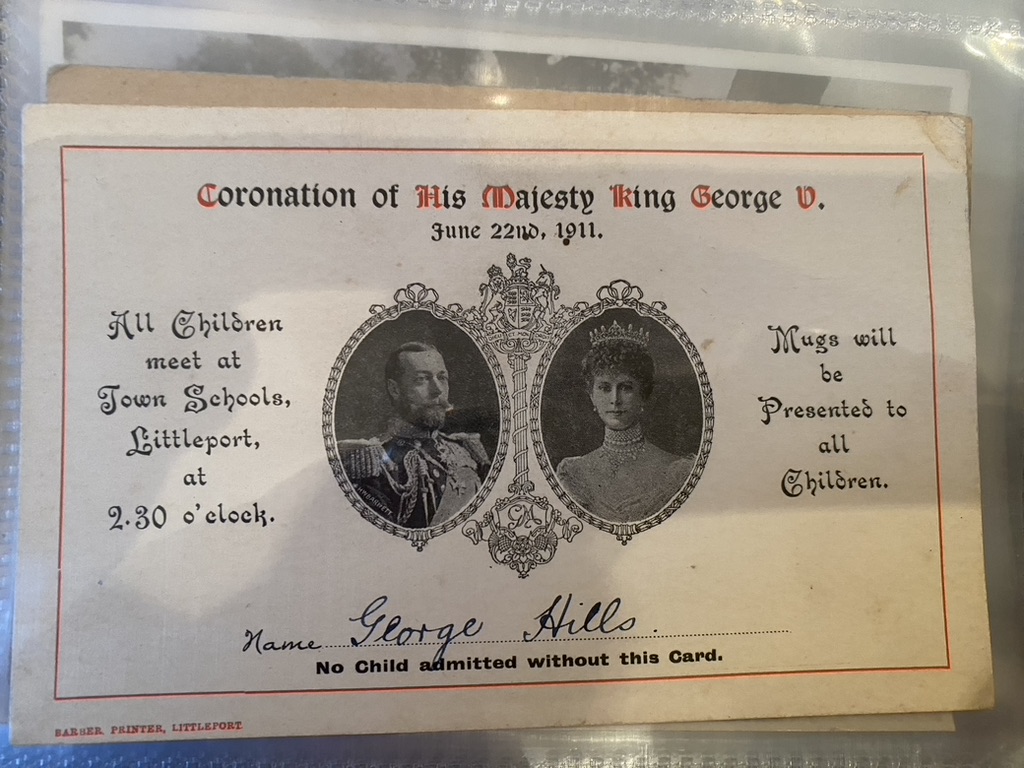 Coronation of His Majesty King George V.
June 22nd, 1911.
All Children
meet at
Town Schools,
Littleport,
at
2.30 o'clock.
Mugs will
be
Presented to
all
Children.
Name George Hills.
No Child admitted without this Card.
BARBER, PRINTER, LITTLEPORT.